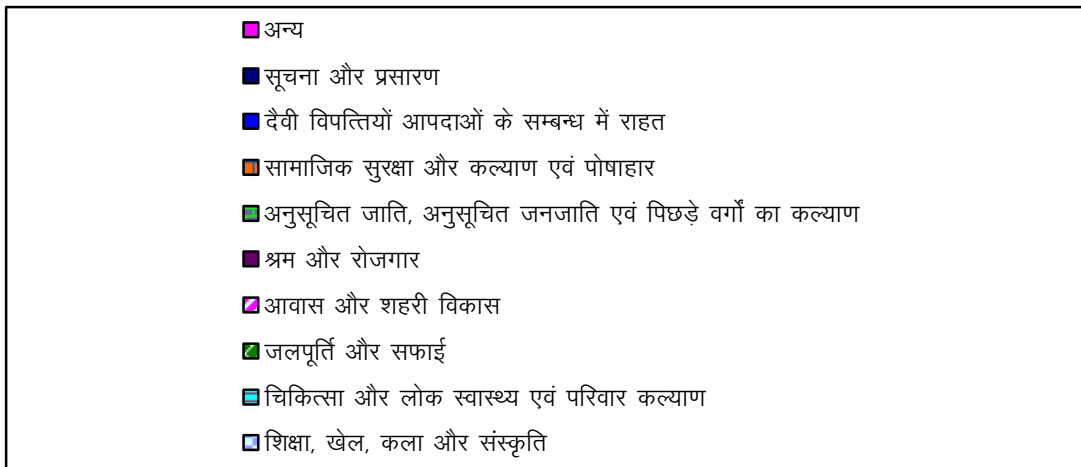 अन्य
सूचना और प्रसारण
दैवी विपत्तियों आपदाओं के सम्बन्ध में राहत
सामाजिक सुरक्षा और कल्याण एवं पोषाहार
अनुसूचित जाति, अनुसूचित जनजाति एवं पिछड़े वर्गों का कल्याण
श्रम और रोजगार
आवास और शहरी विकास
जलपूर्ति और सफाई
चिकित्सा और लोक स्वास्थ्य एवं परिवार कल्याण
शिक्षा, खेल, कला और संस्कृति